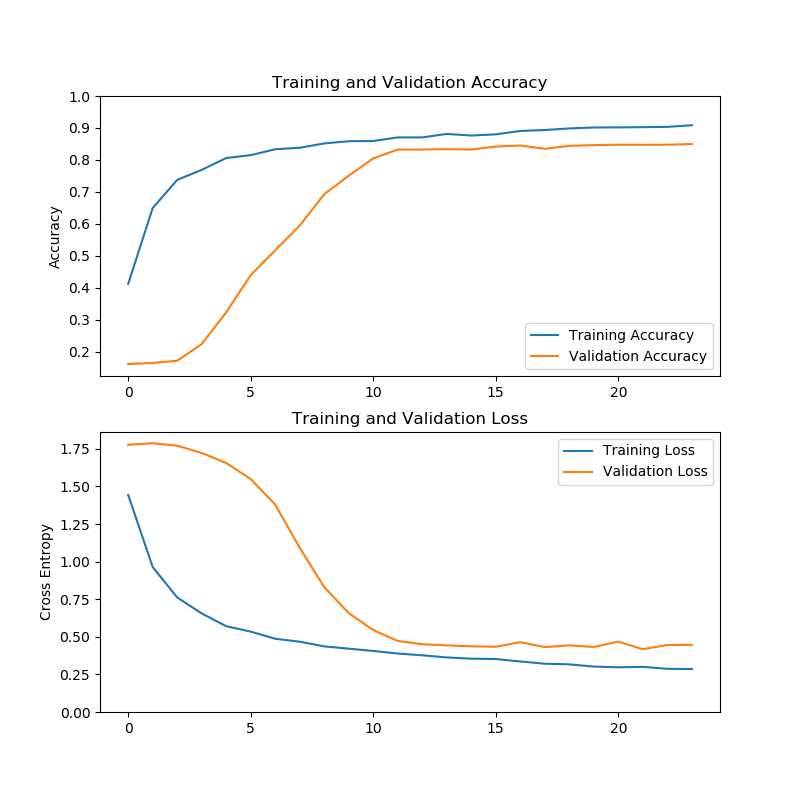 Training and Validation Accuracy
1.0
0.9
0.8
0.7
0.6
0.5
0.4
0.3
0.2
Accuracy
Training Accuracy
Validation Accuracy
0 5 10 15 20
Training and Validation Loss
1.75
1.50
1.25
1.00
0.75
0.50
0.25
0.00
Cross Entropy
Training Loss
Validation Loss
0 5 10 15 20